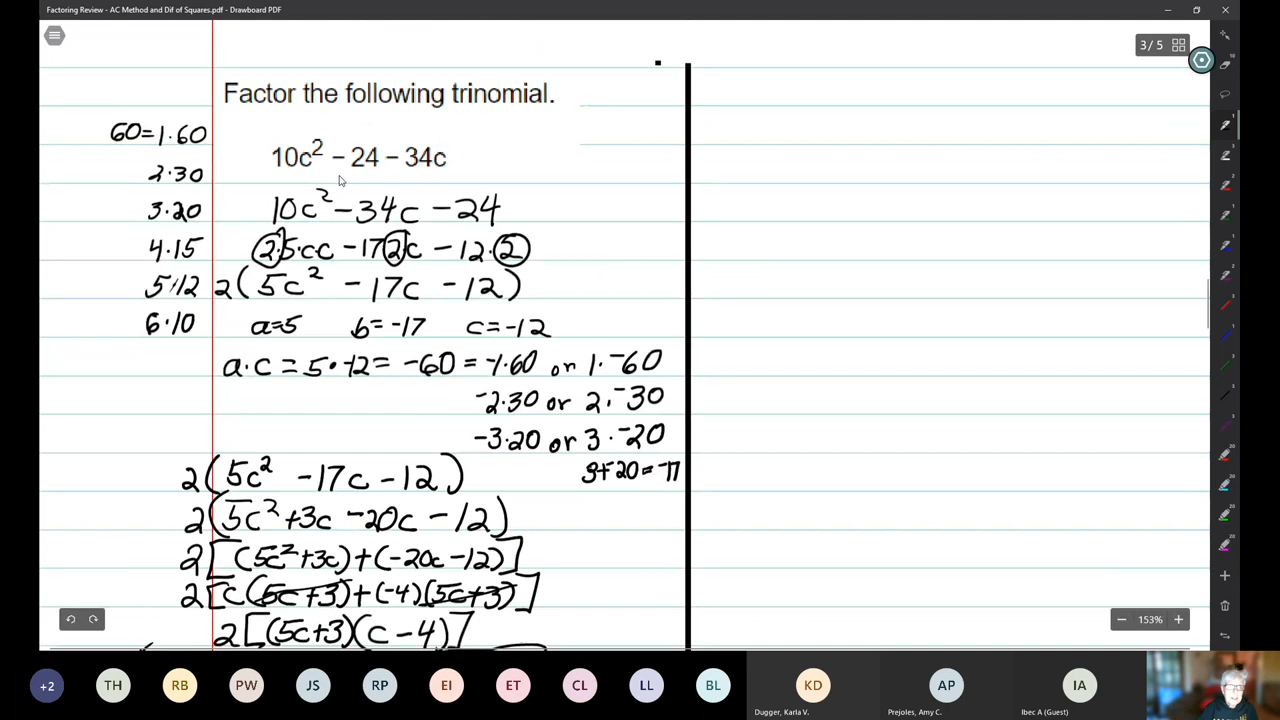 Factoring Review - AC Method and Dif of Squares.pdf - Drawboard PDF
3 / 5
Factor the following trinomial.
10c² - 24 - 34c
60=1·60
2·30
3·20
4·15
5·12
6·10
10c² - 34c - 24
2·5·cc - 17·2c - 12·2
2(5c² - 17c - 12)
a=5 b=-17 c=-12
a·c = 5·-12 = -60 = -1·60 or 1·-60
-2·30 or 2·-30
-3·20 or 3·-20
3+-20=-17
2(5c² - 17c - 12)
2(5c² + 3c - 20c - 12)
2[(5c²+3c)+(-20c-12)]
2[c(5c+3)+(-4)(5c+3)]
2[(5c+3)(c-4)]
153%
+2 TH RB PW JS RP EI ET CL LL BL KD AP IA
Dugger, Karla V. Prejoles, Amy C. Ibec A (Guest)